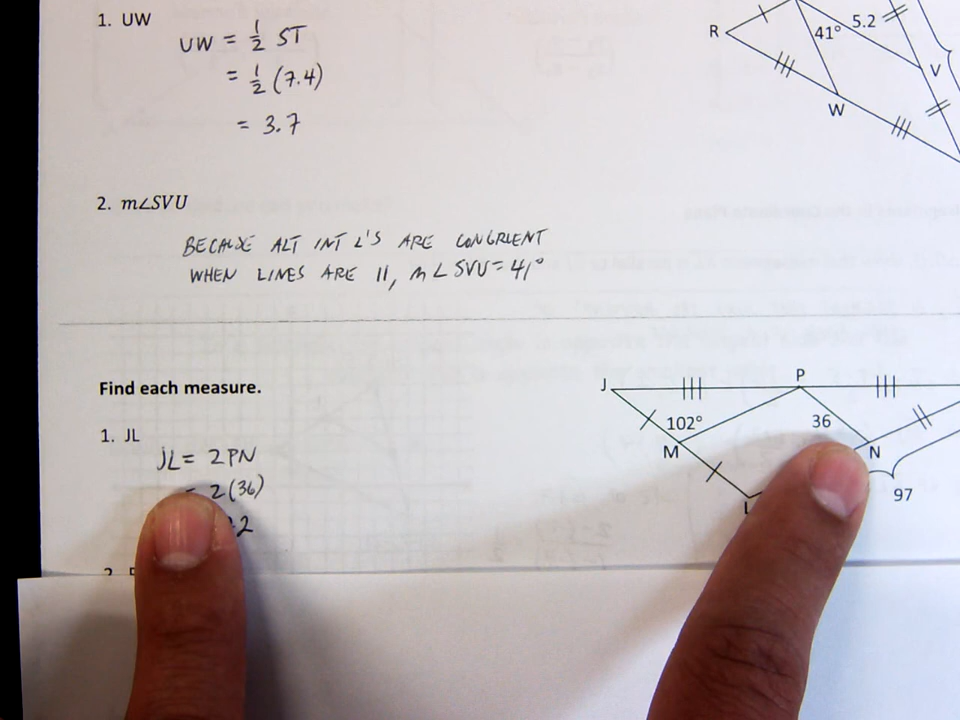 1. UW
UW = 1/2 ST
= 1/2 (7.4)
= 3.7
R
41°
5.2
V
W
2. m∠SVU
BECAUSE ALT INT ∠'S ARE CONGRUENT
WHEN LINES ARE ||, m∠SVU = 41°
Find each measure.
J
P
102°
36
M
N
L
97
1. JL
JL = 2PN
= 2(36)
2
2.